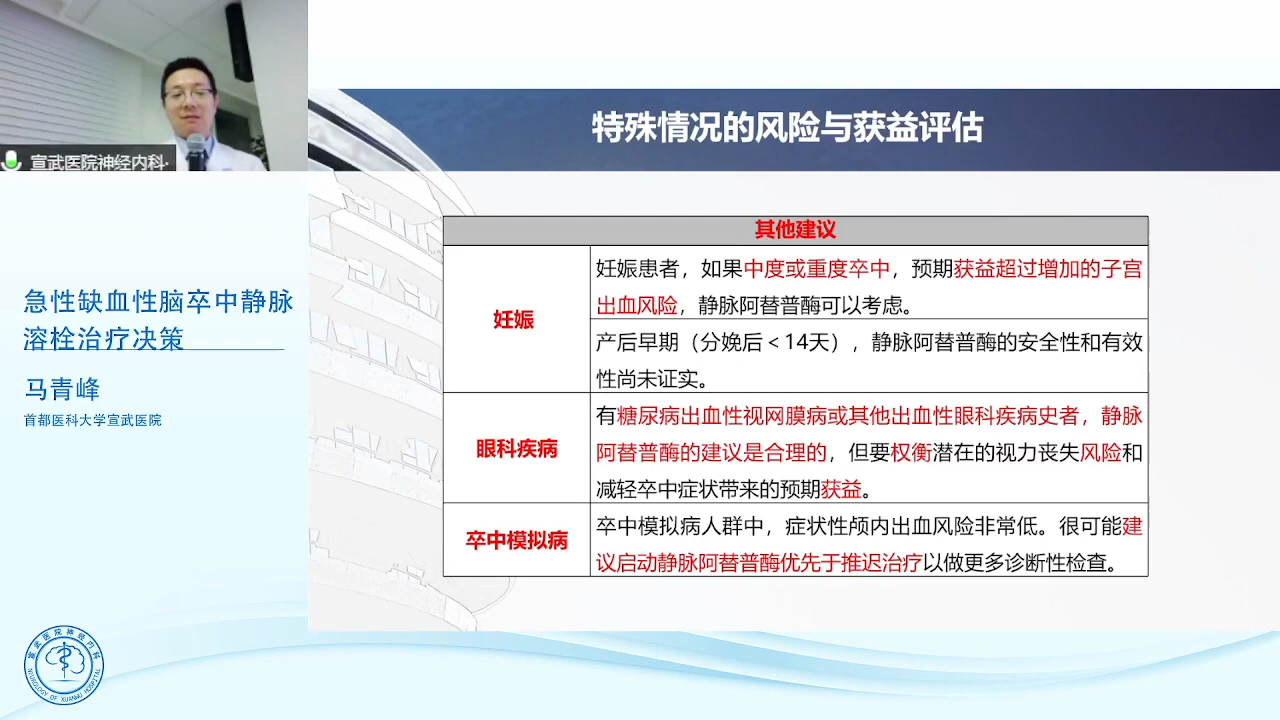 宣武医院神经内科
特殊情况的风险与获益评估
急性缺血性脑卒中静脉
溶栓治疗决策
马青峰
首都医科大学宣武医院
其他建议
妊娠
妊娠患者，如果中度或重度卒中，预期获益超过增加的子宫
出血风险，静脉阿替普酶可以考虑。
产后早期（分娩后＜14天），静脉阿替普酶的安全性和有效
性尚未证实。
眼科疾病
有糖尿病出血性视网膜病或其他出血性眼科疾病史者，静脉
阿替普酶的建议是合理的，但要权衡潜在的视力丧失风险和
减轻卒中症状带来的预期获益。
卒中模拟病
卒中模拟病人群中，症状性颅内出血风险非常低。很可能建
议启动静脉阿替普酶优先于推迟治疗以做更多诊断性检查。
宣武医院神经内科
NEUROLOGY OF XUANWU HOSPITAL